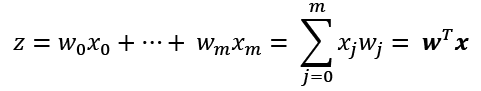 z = w₀x₀ + ⋯ + wₘxₘ = ∑ⱼ₌₀ᵐ xⱼwⱼ = 𝒘ᵀ𝒙